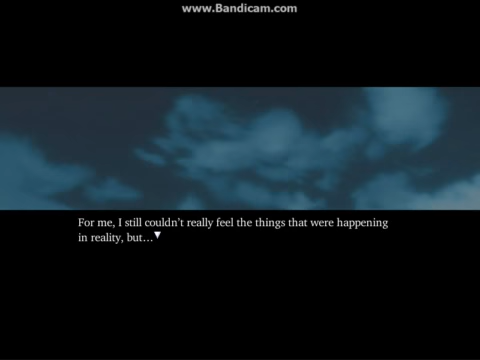 www.Bandicam.com
For me, I still couldn't really feel the things that were happening
in reality, but...